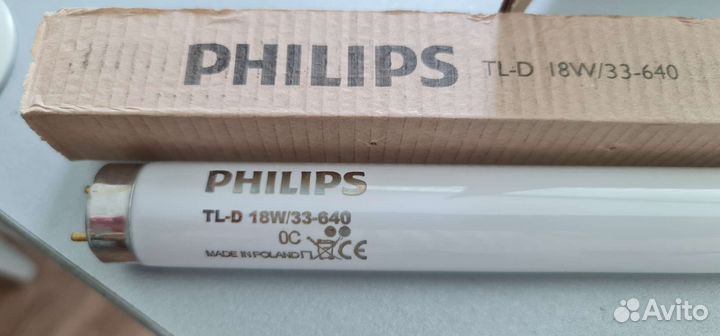 PHILIPS TL-D 18W/33-640
PHILIPS
TL-D 18W/33-640
0C
MADE IN POLAND CE
Avito